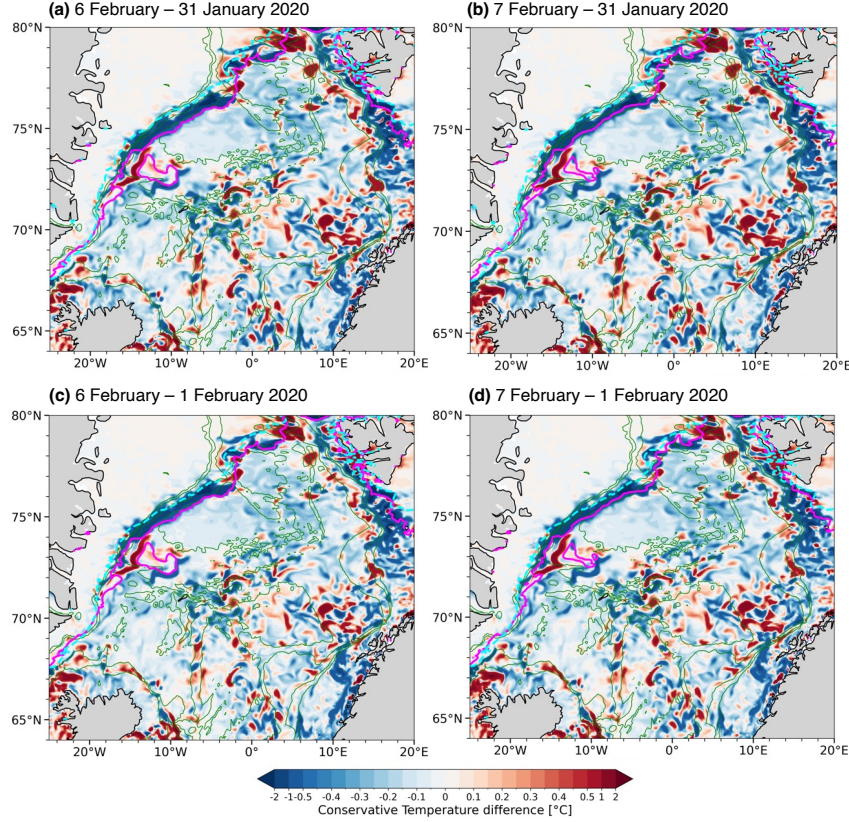 (a) 6 February – 31 January 2020
(b) 7 February – 31 January 2020
80°N
80°N
75°N
75°N
70°N
70°N
65°N
65°N
20°W 10°W 0° 10°E 20°E
20°W 10°W 0° 10°E 20°E
(c) 6 February – 1 February 2020
(d) 7 February – 1 February 2020
80°N
80°N
75°N
75°N
70°N
70°N
65°N
65°N
20°W 10°W 0° 10°E 20°E
20°W 10°W 0° 10°E 20°E
-2 -1 -0.5 -0.4 -0.3 -0.2 -0.1 0 0.1 0.2 0.3 0.4 0.5 1 2
Conservative Temperature difference [°C]